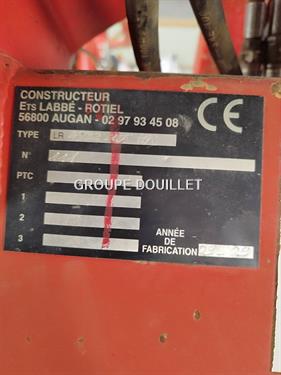 CONSTRUCTEUR
ETS LABBÉ - ROTIEL
56800 AUGAN - 02 97 93 45 08
CE
TYPE LR
N°
PTC
GROUPE DOUILLET
1
2
3
ANNÉE
DE
FABRICATION